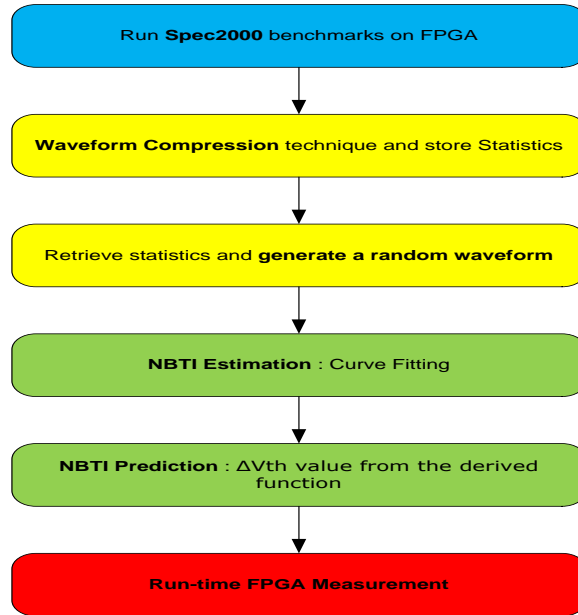 Run Spec2000 benchmarks on FPGA
Waveform Compression technique and store Statistics
Retrieve statistics and generate a random waveform
NBTI Estimation : Curve Fitting
NBTI Prediction : ΔVth value from the derived
function
Run-time FPGA Measurement